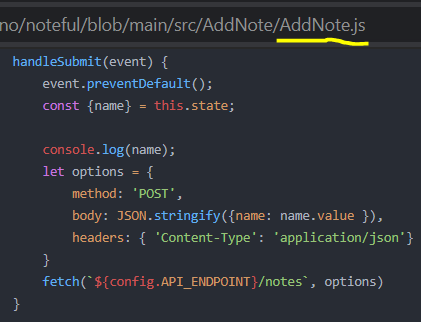 no/noteful/blob/main/src/AddNote/AddNote.js
handleSubmit(event) {
event.preventDefault();
const {name} = this.state;
console.log(name);
let options = {
method: 'POST',
body: JSON.stringify({name: name.value }),
headers: { 'Content-Type': 'application/json'}
}
fetch(`${config.API_ENDPOINT}/notes`, options)
}